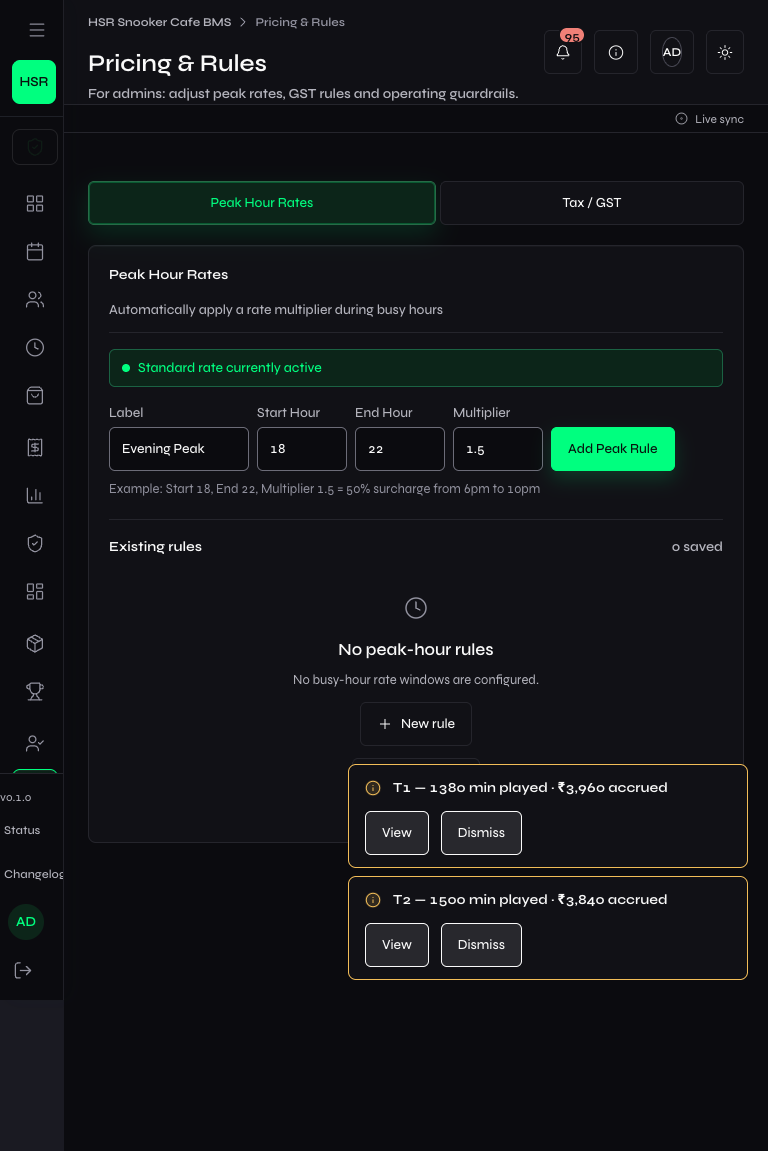 HSR Snooker Cafe BMS > Pricing & Rules
HSR
Pricing & Rules
95
AD
For admins: adjust peak rates, GST rules and operating guardrails.
Live sync
Peak Hour Rates
Tax / GST
Peak Hour Rates
Automatically apply a rate multiplier during busy hours
Standard rate currently active
Label Start Hour End Hour Multiplier
Evening Peak 18 22 1.5 Add Peak Rule
Example: Start 18, End 22, Multiplier 1.5 = 50% surcharge from 6pm to 10pm
Existing rules
0 saved
No peak-hour rules
No busy-hour rate windows are configured.
New rule
T1 — 1380 min played · ₹3,960 accrued
View Dismiss
T2 — 1500 min played · ₹3,840 accrued
View Dismiss
v0.1.0
Status
Changelog
AD